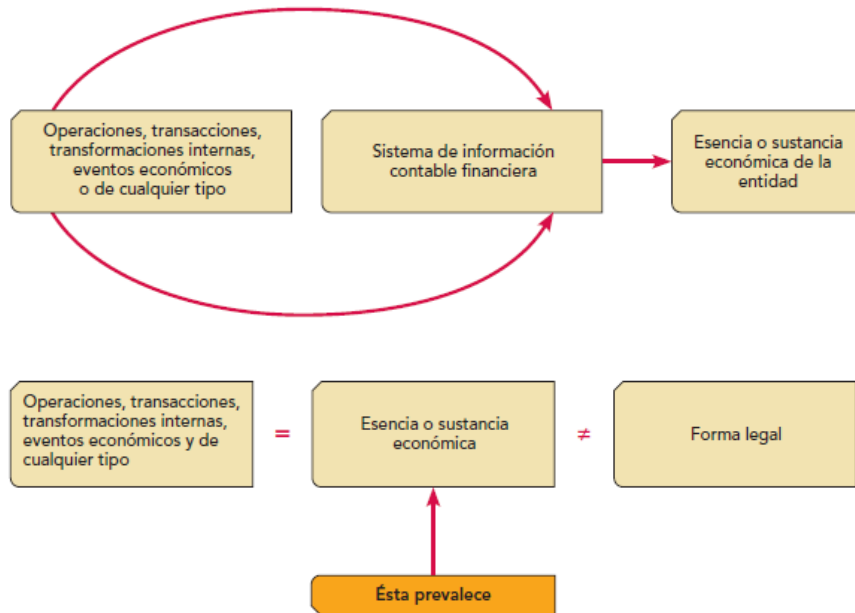 Operaciones, transacciones,
transformaciones internas,
eventos económicos
o de cualquier tipo
Sistema de información
contable financiera
Esencia o sustancia
económica de la
entidad
Operaciones, transacciones,
transformaciones internas,
eventos económicos y de
cualquier tipo
=
Esencia o sustancia
económica
≠
Forma legal
Ésta prevalece